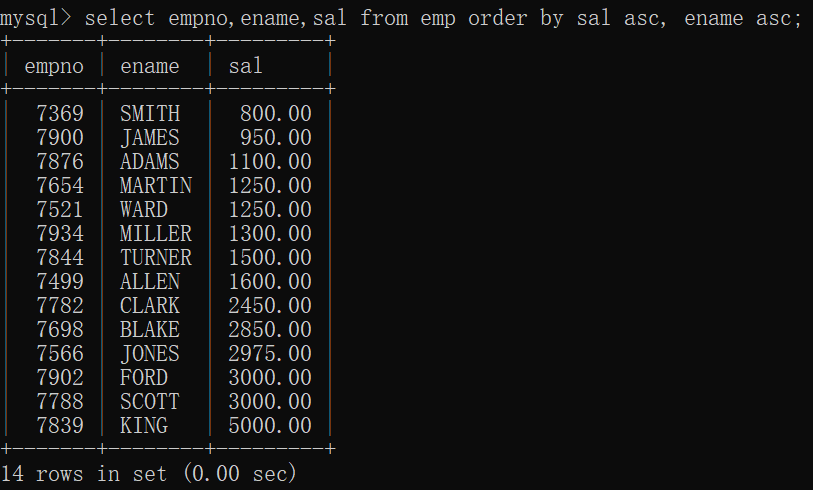 mysql> select empno,ename,sal from emp order by sal asc, ename asc;
+-------+--------+---------+
| empno | ename  | sal     |
+-------+--------+---------+
|  7369 | SMITH  |  800.00 |
|  7900 | JAMES  |  950.00 |
|  7876 | ADAMS  | 1100.00 |
|  7654 | MARTIN | 1250.00 |
|  7521 | WARD   | 1250.00 |
|  7934 | MILLER | 1300.00 |
|  7844 | TURNER | 1500.00 |
|  7499 | ALLEN  | 1600.00 |
|  7782 | CLARK  | 2450.00 |
|  7698 | BLAKE  | 2850.00 |
|  7566 | JONES  | 2975.00 |
|  7902 | FORD   | 3000.00 |
|  7788 | SCOTT  | 3000.00 |
|  7839 | KING   | 5000.00 |
+-------+--------+---------+
14 rows in set (0.00 sec)